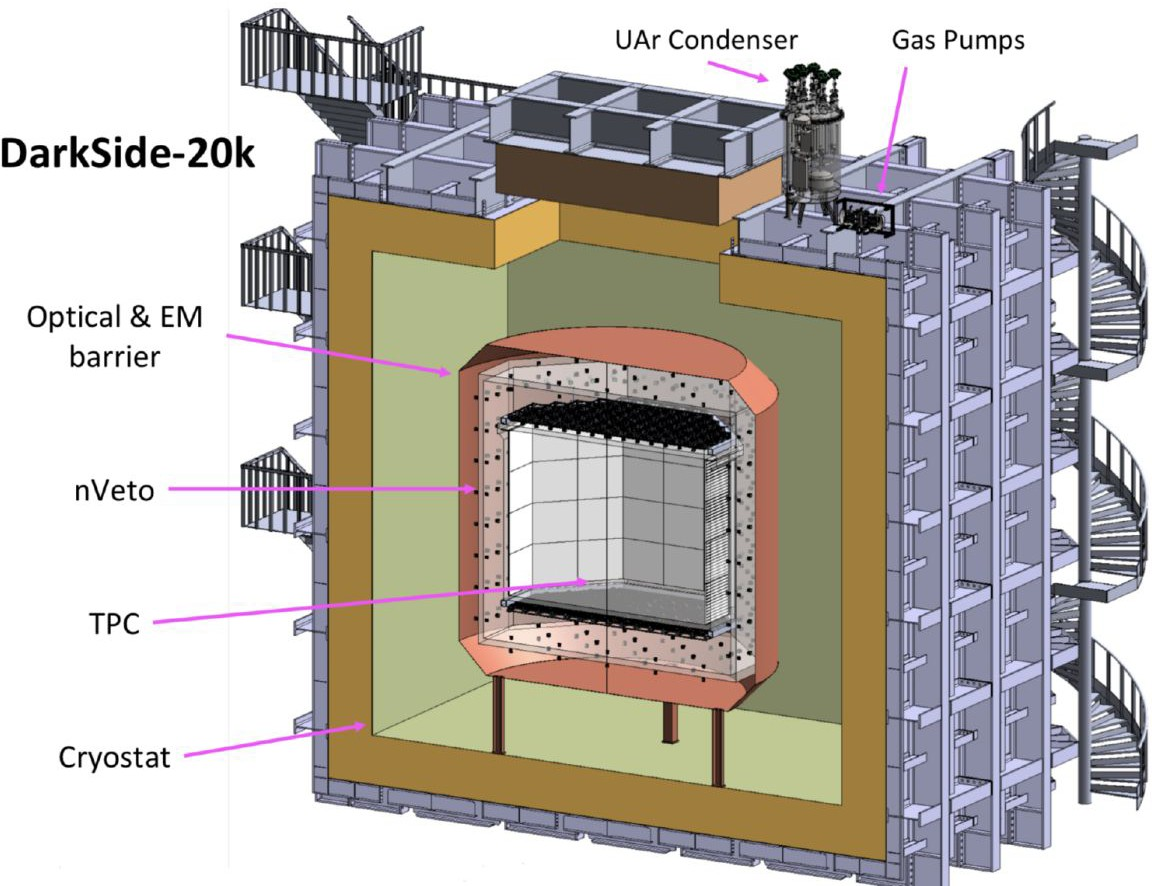 UAr Condenser
Gas Pumps
DarkSide-20k
Optical & EM
barrier
nVeto
TPC
Cryostat